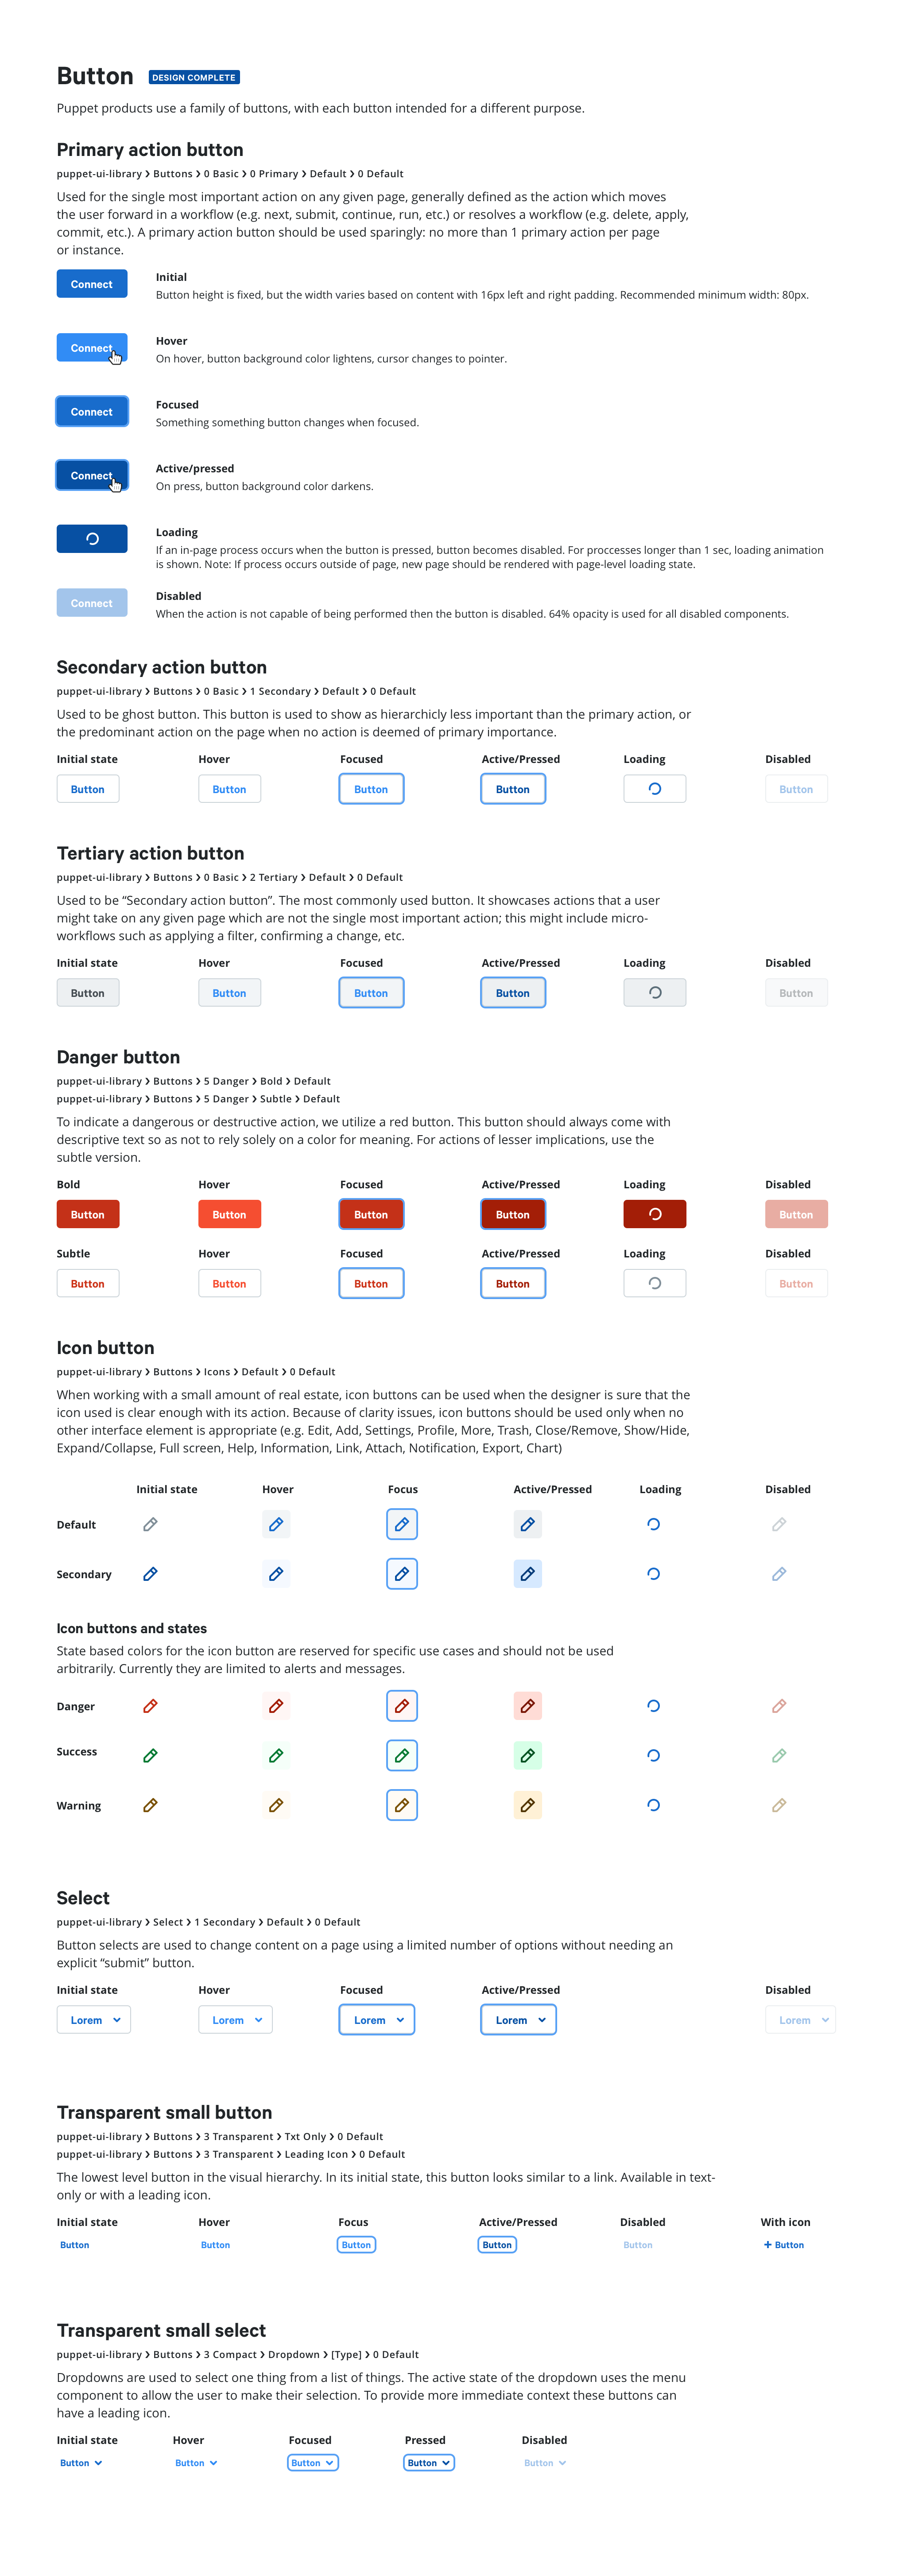 Button DESIGN COMPLETE
Puppet products use a family of buttons, with each button intended for a different purpose.
Primary action button
puppet-ui-library > Buttons > 0 Basic > 0 Primary > Default > 0 Default
Used for the single most important action on any given page, generally defined as the action which moves
the user forward in a workflow (e.g. next, submit, continue, run, etc.) or resolves a workflow (e.g. delete, apply,
commit, etc.). A primary action button should be used sparingly: no more than 1 primary action per page
or instance.
Connect
Initial
Button height is fixed, but the width varies based on content with 16px left and right padding. Recommended minimum width: 80px.
Connect
Hover
On hover, button background color lightens, cursor changes to pointer.
Connect
Focused
Something something button changes when focused.
Connect
Active/pressed
On press, button background color darkens.
Loading
If an in-page process occurs when the button is pressed, button becomes disabled. For proccesses longer than 1 sec, loading animation
is shown. Note: If process occurs outside of page, new page should be rendered with page-level loading state.
Connect
Disabled
When the action is not capable of being performed then the button is disabled. 64% opacity is used for all disabled components.
Secondary action button
puppet-ui-library > Buttons > 0 Basic > 1 Secondary > Default > 0 Default
Used to be ghost button. This button is used to show as hierarchicly less important than the primary action, or
the predominant action on the page when no action is deemed of primary importance.
Initial state Hover Focused Active/Pressed Loading Disabled
Button Button Button Button Button
Tertiary action button
puppet-ui-library > Buttons > 0 Basic > 2 Tertiary > Default > 0 Default
Used to be “Secondary action button”. The most commonly used button. It showcases actions that a user
might take on any given page which are not the single most important action; this might include micro-
workflows such as applying a filter, confirming a change, etc.
Initial state Hover Focused Active/Pressed Loading Disabled
Button Button Button Button Button
Danger button
puppet-ui-library > Buttons > 5 Danger > Bold > Default
puppet-ui-library > Buttons > 5 Danger > Subtle > Default
To indicate a dangerous or destructive action, we utilize a red button. This button should always come with
descriptive text so as not to rely solely on a color for meaning. For actions of lesser implications, use the
subtle version.
Bold Hover Focused Active/Pressed Loading Disabled
Button Button Button Button Button
Subtle Hover Focused Active/Pressed Loading Disabled
Button Button Button Button Button
Icon button
puppet-ui-library > Buttons > Icons > Default > 0 Default
When working with a small amount of real estate, icon buttons can be used when the designer is sure that the
icon used is clear enough with its action. Because of clarity issues, icon buttons should be used only when no
other interface element is appropriate (e.g. Edit, Add, Settings, Profile, More, Trash, Close/Remove, Show/Hide,
Expand/Collapse, Full screen, Help, Information, Link, Attach, Notification, Export, Chart)
Initial state Hover Focus Active/Pressed Loading Disabled
Default
Secondary
Icon buttons and states
State based colors for the icon button are reserved for specific use cases and should not be used
arbitrarily. Currently they are limited to alerts and messages.
Danger
Success
Warning
Select
puppet-ui-library > Select > 1 Secondary > Default > 0 Default
Button selects are used to change content on a page using a limited number of options without needing an
explicit “submit” button.
Initial state Hover Focused Active/Pressed Disabled
Lorem Lorem Lorem Lorem Lorem
Transparent small button
puppet-ui-library > Buttons > 3 Transparent > Txt Only > 0 Default
puppet-ui-library > Buttons > 3 Transparent > Leading Icon > 0 Default
The lowest level button in the visual hierarchy. In its initial state, this button looks similar to a link. Available in text-
only or with a leading icon.
Initial state Hover Focus Active/Pressed Disabled With icon
Button Button Button Button Button + Button
Transparent small select
puppet-ui-library > Buttons > 3 Compact > Dropdown > [Type] > 0 Default
Dropdowns are used to select one thing from a list of things. The active state of the dropdown uses the menu
component to allow the user to make their selection. To provide more immediate context these buttons can
have a leading icon.
Initial state Hover Focused Pressed Disabled
Button Button Button Button Button